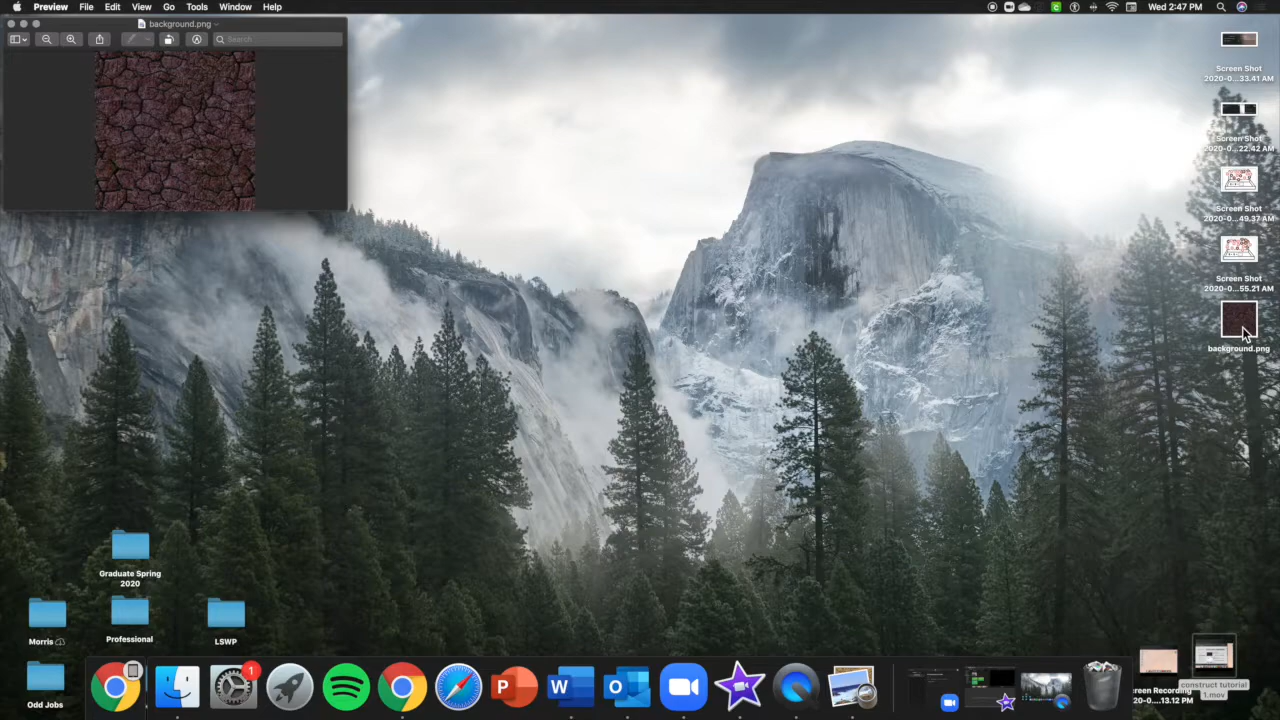 Preview File Edit View Go Tools Window Help
Wed 2:47 PM
background.png
Search
Screen Shot
2020-0...33.41 AM
Screen Shot
2020-0...22.42 AM
Screen Shot
2020-0...49.37 AM
Screen Shot
2020-0...55.21 AM
background.png
Graduate Spring
2020
Morris
Professional
LSWP
Odd Jobs
1
P
W
O
reen Recording
0-0...13.12 PM
construct tutorial
1.mov